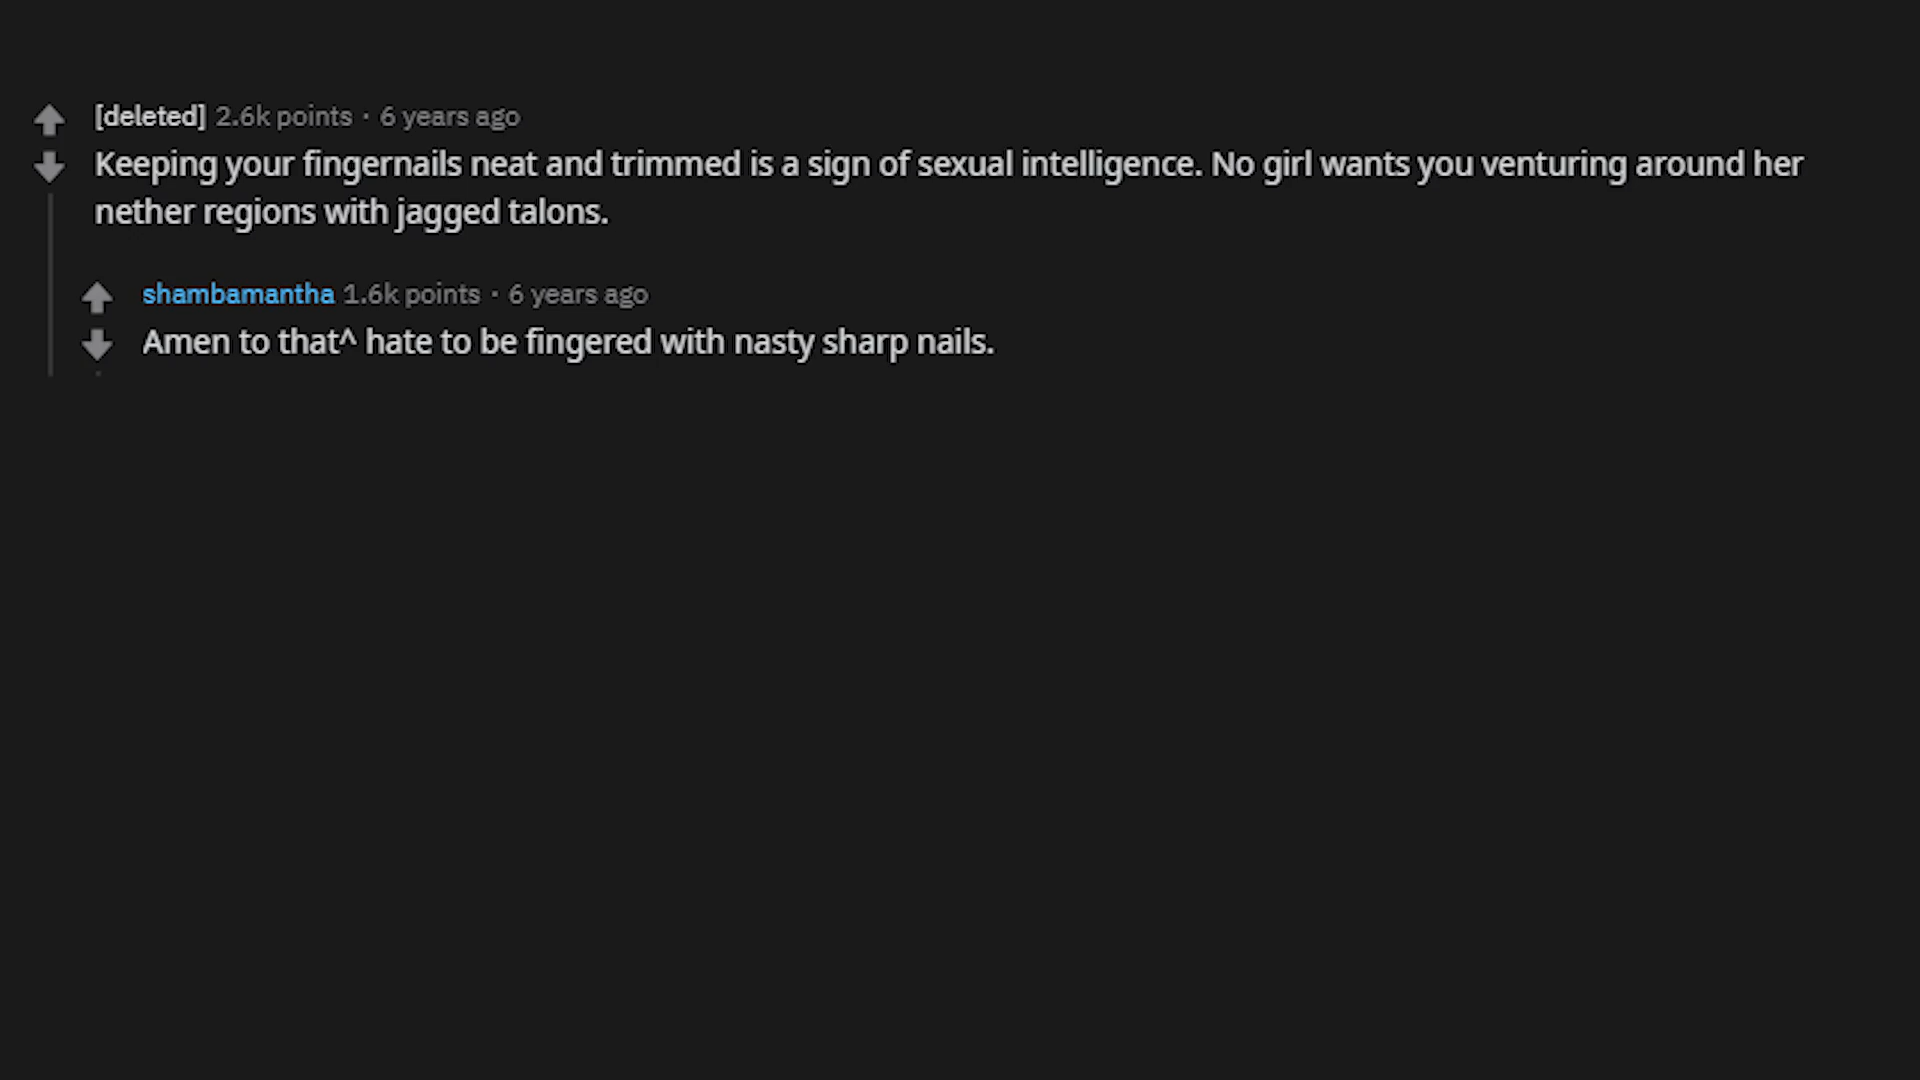 [deleted] 2.6k points · 6 years ago
Keeping your fingernails neat and trimmed is a sign of sexual intelligence. No girl wants you venturing around her
nether regions with jagged talons.
shambamantha 1.6k points · 6 years ago
Amen to that^ hate to be fingered with nasty sharp nails.